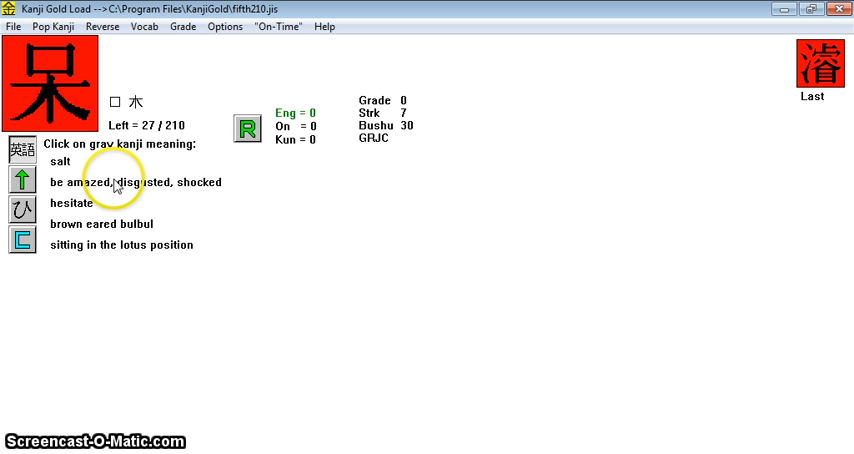 金 Kanji Gold Load -->C:\Program Files\KanjiGold\fifth210.jis
File Pop Kanji Reverse Vocab Grade Options "On-Time" Help
呆
濬
Last
口 木
Left = 27 / 210
R
Eng = 0
On = 0
Kun = 0
Grade 0
Strk 7
Bushu 30
GRJC
英語 Click on gray kanji meaning:
salt
be amazed, disgusted, shocked
hesitate
ひ
brown eared bulbul
sitting in the lotus position
Screencast-O-Matic.com